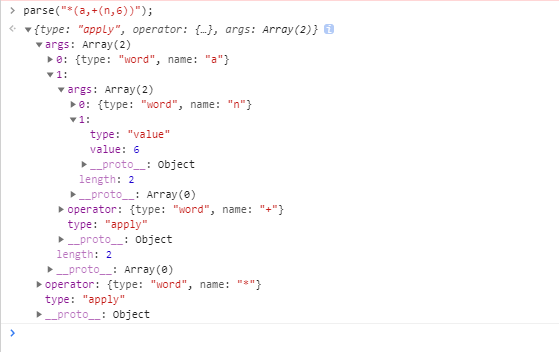 > parse("*(a,+(n,6))");
<· ▼{type: "apply", operator: {…}, args: Array(2)} i
▼args: Array(2)
▶0: {type: "word", name: "a"}
▼1:
▼args: Array(2)
▶0: {type: "word", name: "n"}
▼1:
type: "value"
value: 6
▶__proto__: Object
length: 2
▶__proto__: Array(0)
▶operator: {type: "word", name: "+"}
type: "apply"
▶__proto__: Object
length: 2
▶__proto__: Array(0)
▶operator: {type: "word", name: "*"}
type: "apply"
▶__proto__: Object
>